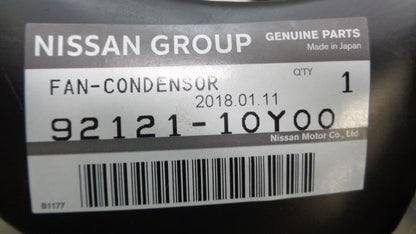 NISSAN GROUP GENUINE PARTS
Made in Japan
FAN-CONDENSOR QTY 1
2018.01.11
92121-10Y00
Nissan Motor Co., Ltd.
B1177